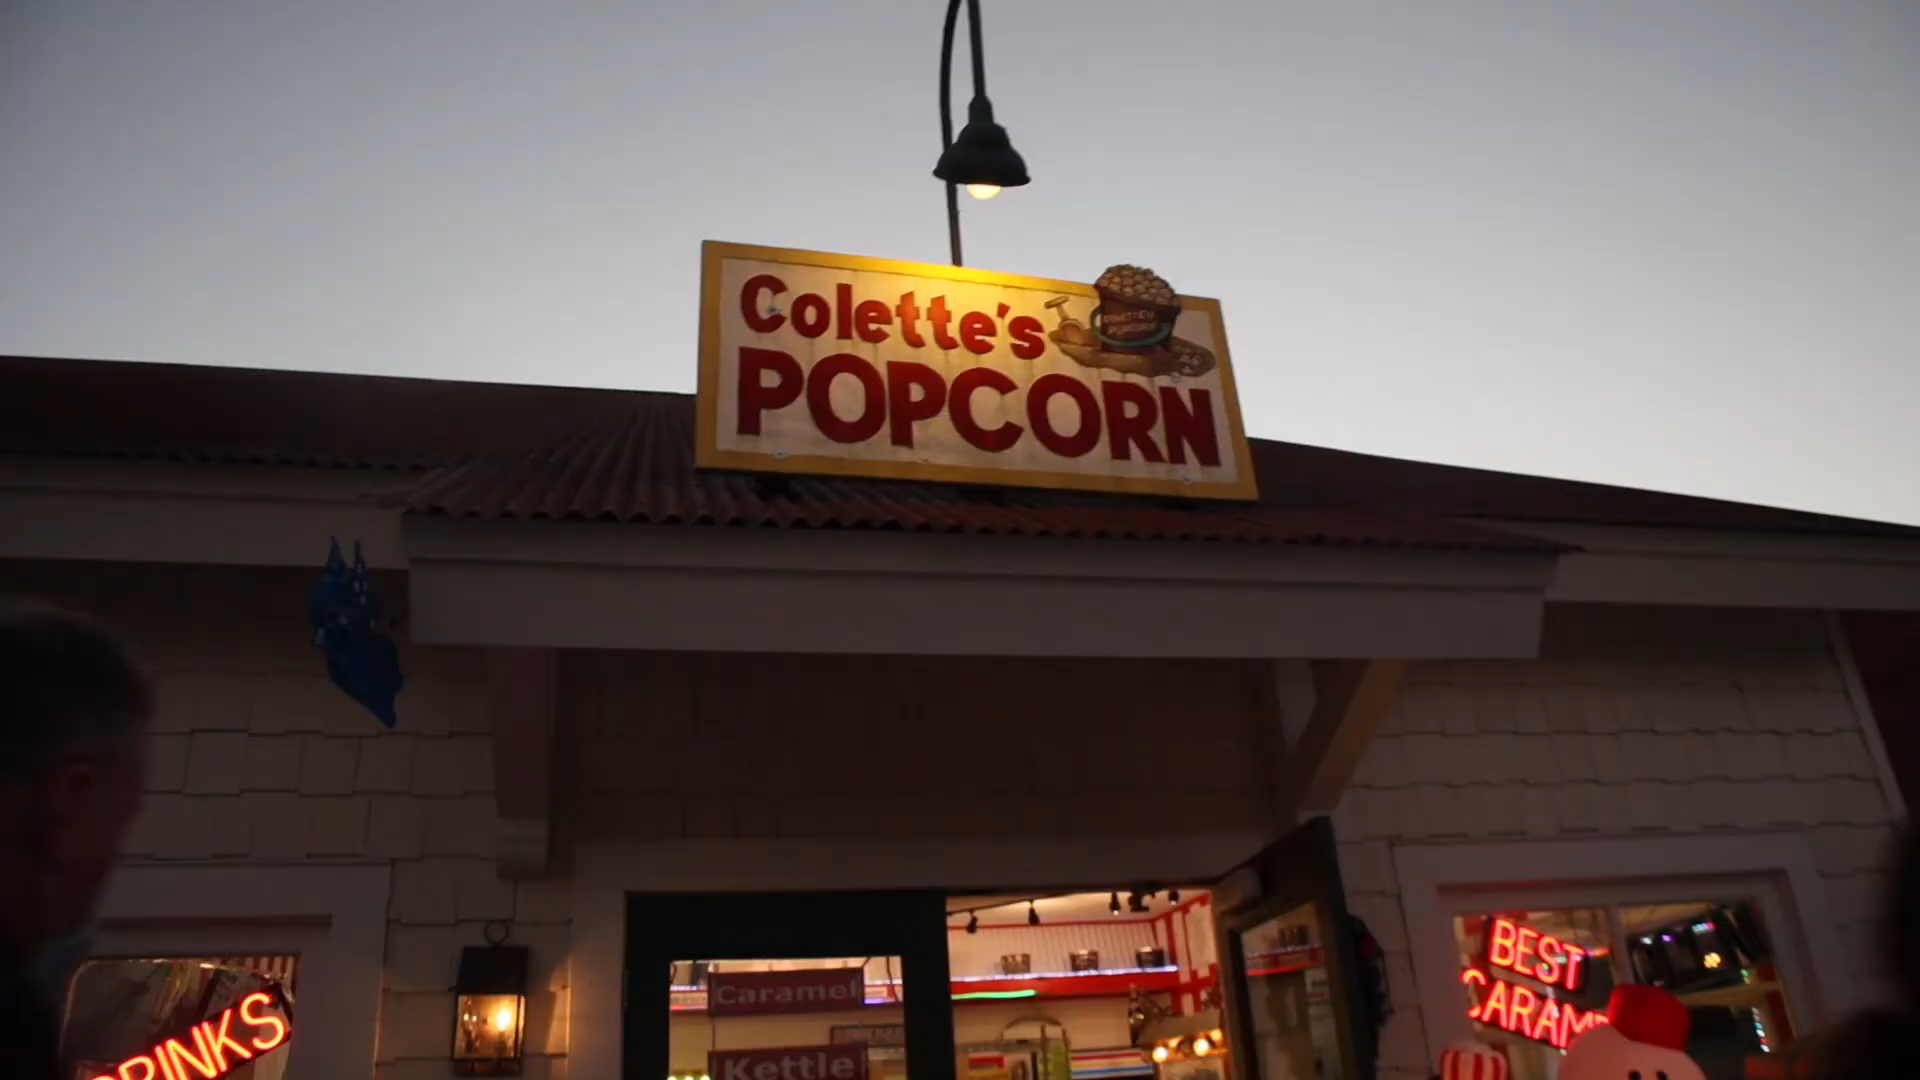 Colette's
POPCORN
Caramel
Kettle
DRINKS
BEST
CARAM